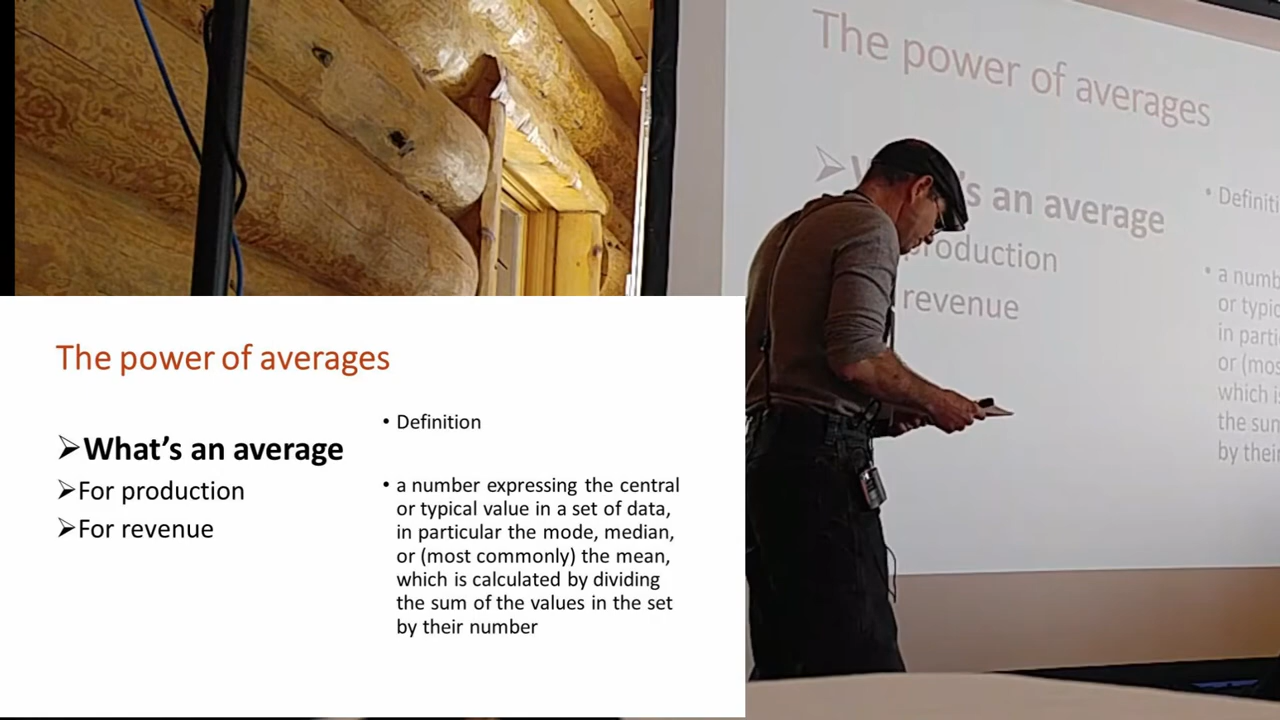 The power of averages
What's an average
For production
For revenue
• Definition
• a number expressing the central
or typical value in a set of data,
in particular the mode, median,
or (most commonly) the mean,
which is calculated by dividing
the sum of the values in the set
by their number
The power of averages
s an average
production
revenue
• Definiti
• a numb
or typic
in parti
or (mos
which is
the sum
by their